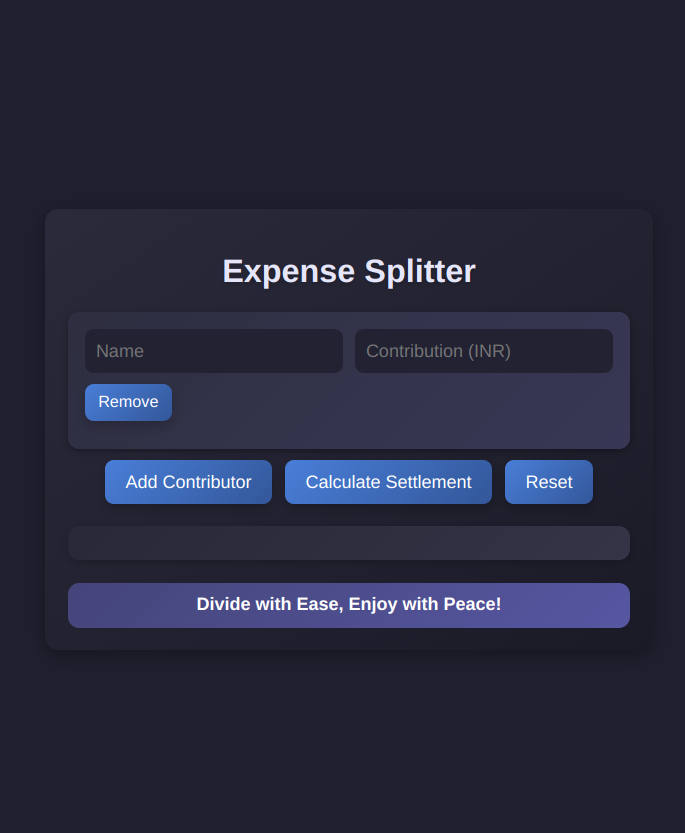 Expense Splitter
Name Contribution (INR)
Remove
Add Contributor Calculate Settlement Reset
Divide with Ease, Enjoy with Peace!